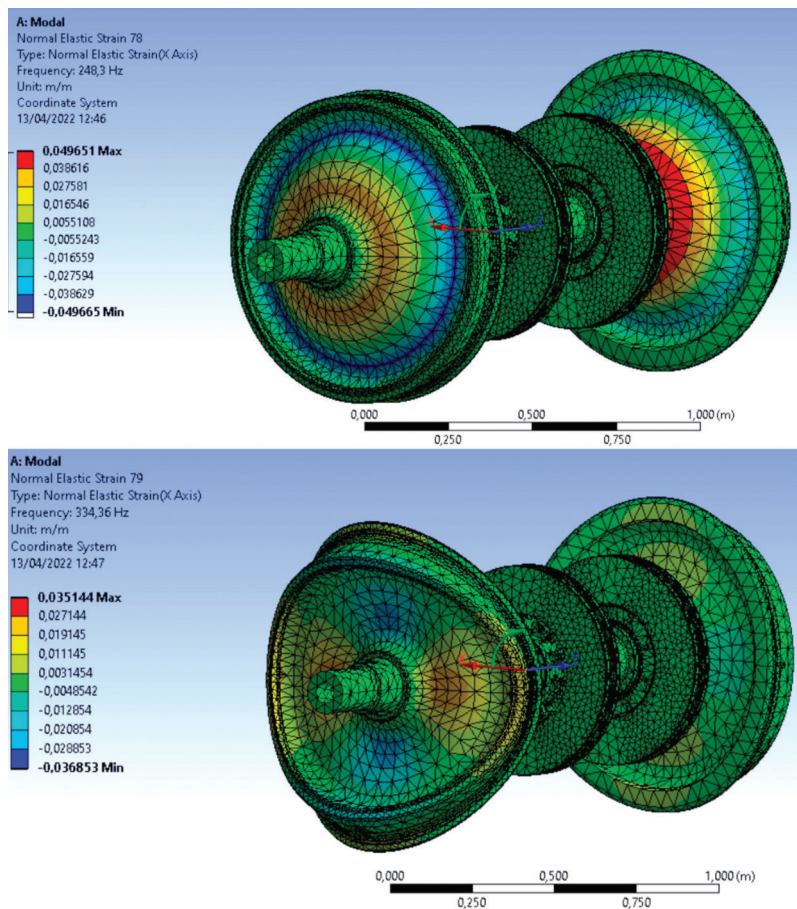 A: Modal
Normal Elastic Strain 78
Type: Normal Elastic Strain(X Axis)
Frequency: 248,3 Hz
Unit: m/m
Coordinate System
13/04/2022 12:46
0,049651 Max
0,038616
0,027581
0,016546
0,0055108
-0,0055243
-0,016559
-0,027594
-0,038629
-0,049665 Min
0,000 0,500 1,000 (m)
0,250 0,750
A: Modal
Normal Elastic Strain 79
Type: Normal Elastic Strain(X Axis)
Frequency: 334,36 Hz
Unit: m/m
Coordinate System
13/04/2022 12:47
0,035144 Max
0,027144
0,019145
0,011145
0,0031454
-0,0048542
-0,012854
-0,020854
-0,028853
-0,036853 Min
0,000 0,500 1,000 (m)
0,250 0,750